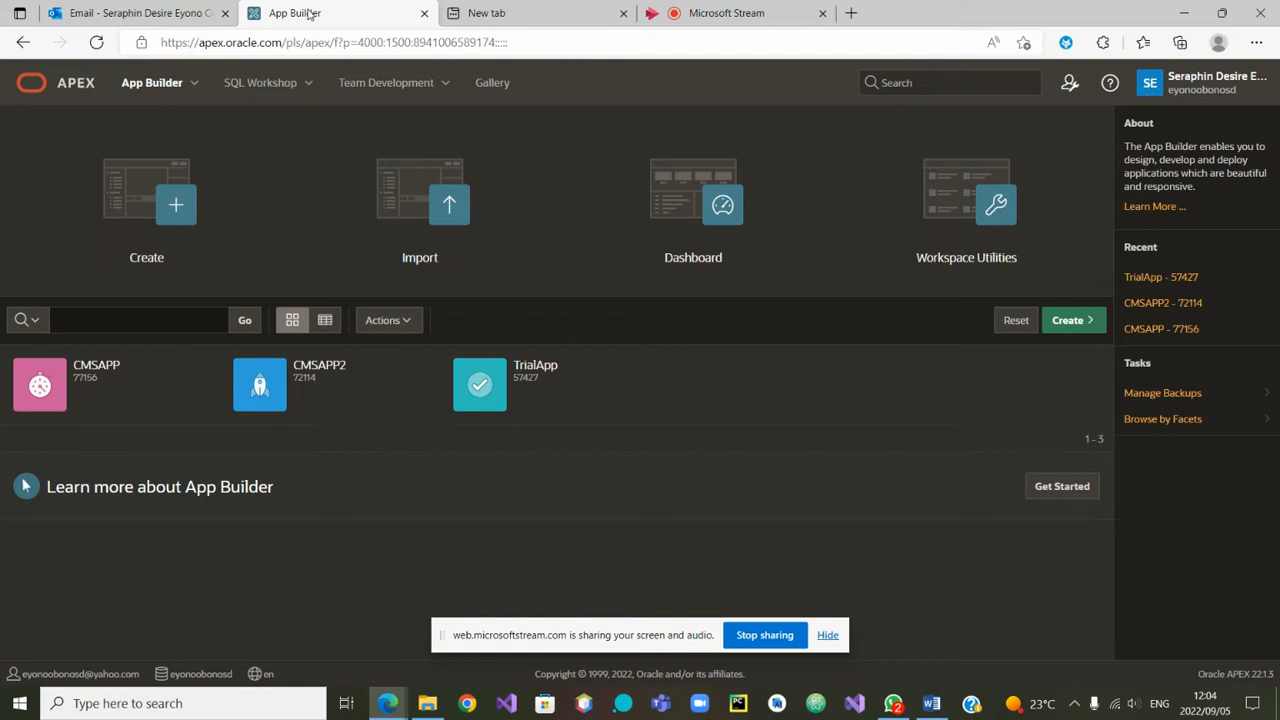 Email - Seraphin Desire Eyono O
App Builder
New tab
Microsoft Stream
https://apex.oracle.com/pls/apex/f?p=4000:1500:8941006589174:::::
APEX
App Builder
SQL Workshop
Team Development
Gallery
Search
SE
Seraphin Desire E...
eyonoobonosd
Create
Import
Dashboard
Workspace Utilities
About
The App Builder enables you to
design, develop and deploy
applications which are beautiful
and responsive.
Learn More ...
Recent
TrialApp - 57427
CMSAPP2 - 72114
CMSAPP - 77156
Tasks
Manage Backups
Browse by Facets
Go
Actions
Reset
Create
CMSAPP
77156
CMSAPP2
72114
TrialApp
57427
1 - 3
Learn more about App Builder
Get Started
web.microsoftstream.com is sharing your screen and audio.
Stop sharing
Hide
eyonoobonosd@yahoo.com
eyonoobonosd
en
Copyright © 1999, 2022, Oracle and/or its affiliates.
Oracle APEX 22.1.3
Type here to search
2
23°C
ENG
12:04
2022/09/05